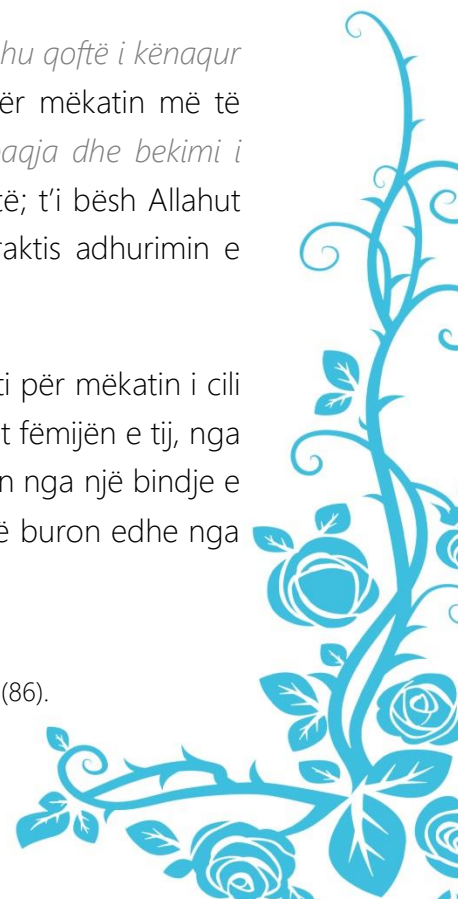 hu qoftë i kënaqur
ër mëkatin më të
paqja dhe bekimi i
të; t’i bësh Allahut
raktis adhurimin e
ti për mëkatin i cili
t fëmijën e tij, nga
n nga një bindje e
ë buron edhe nga
(86).